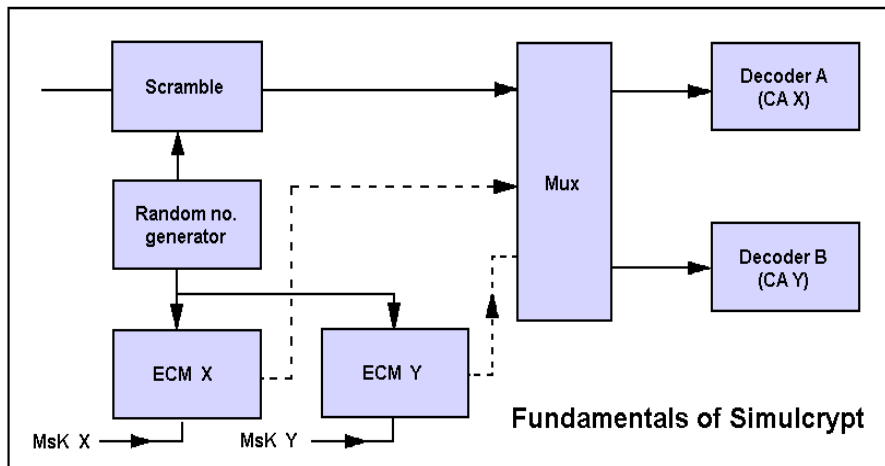 Scramble
Random no.
generator
ECM X
ECM Y
MsK X
MsK Y
Mux
Decoder A
(CA X)
Decoder B
(CA Y)
Fundamentals of Simulcrypt